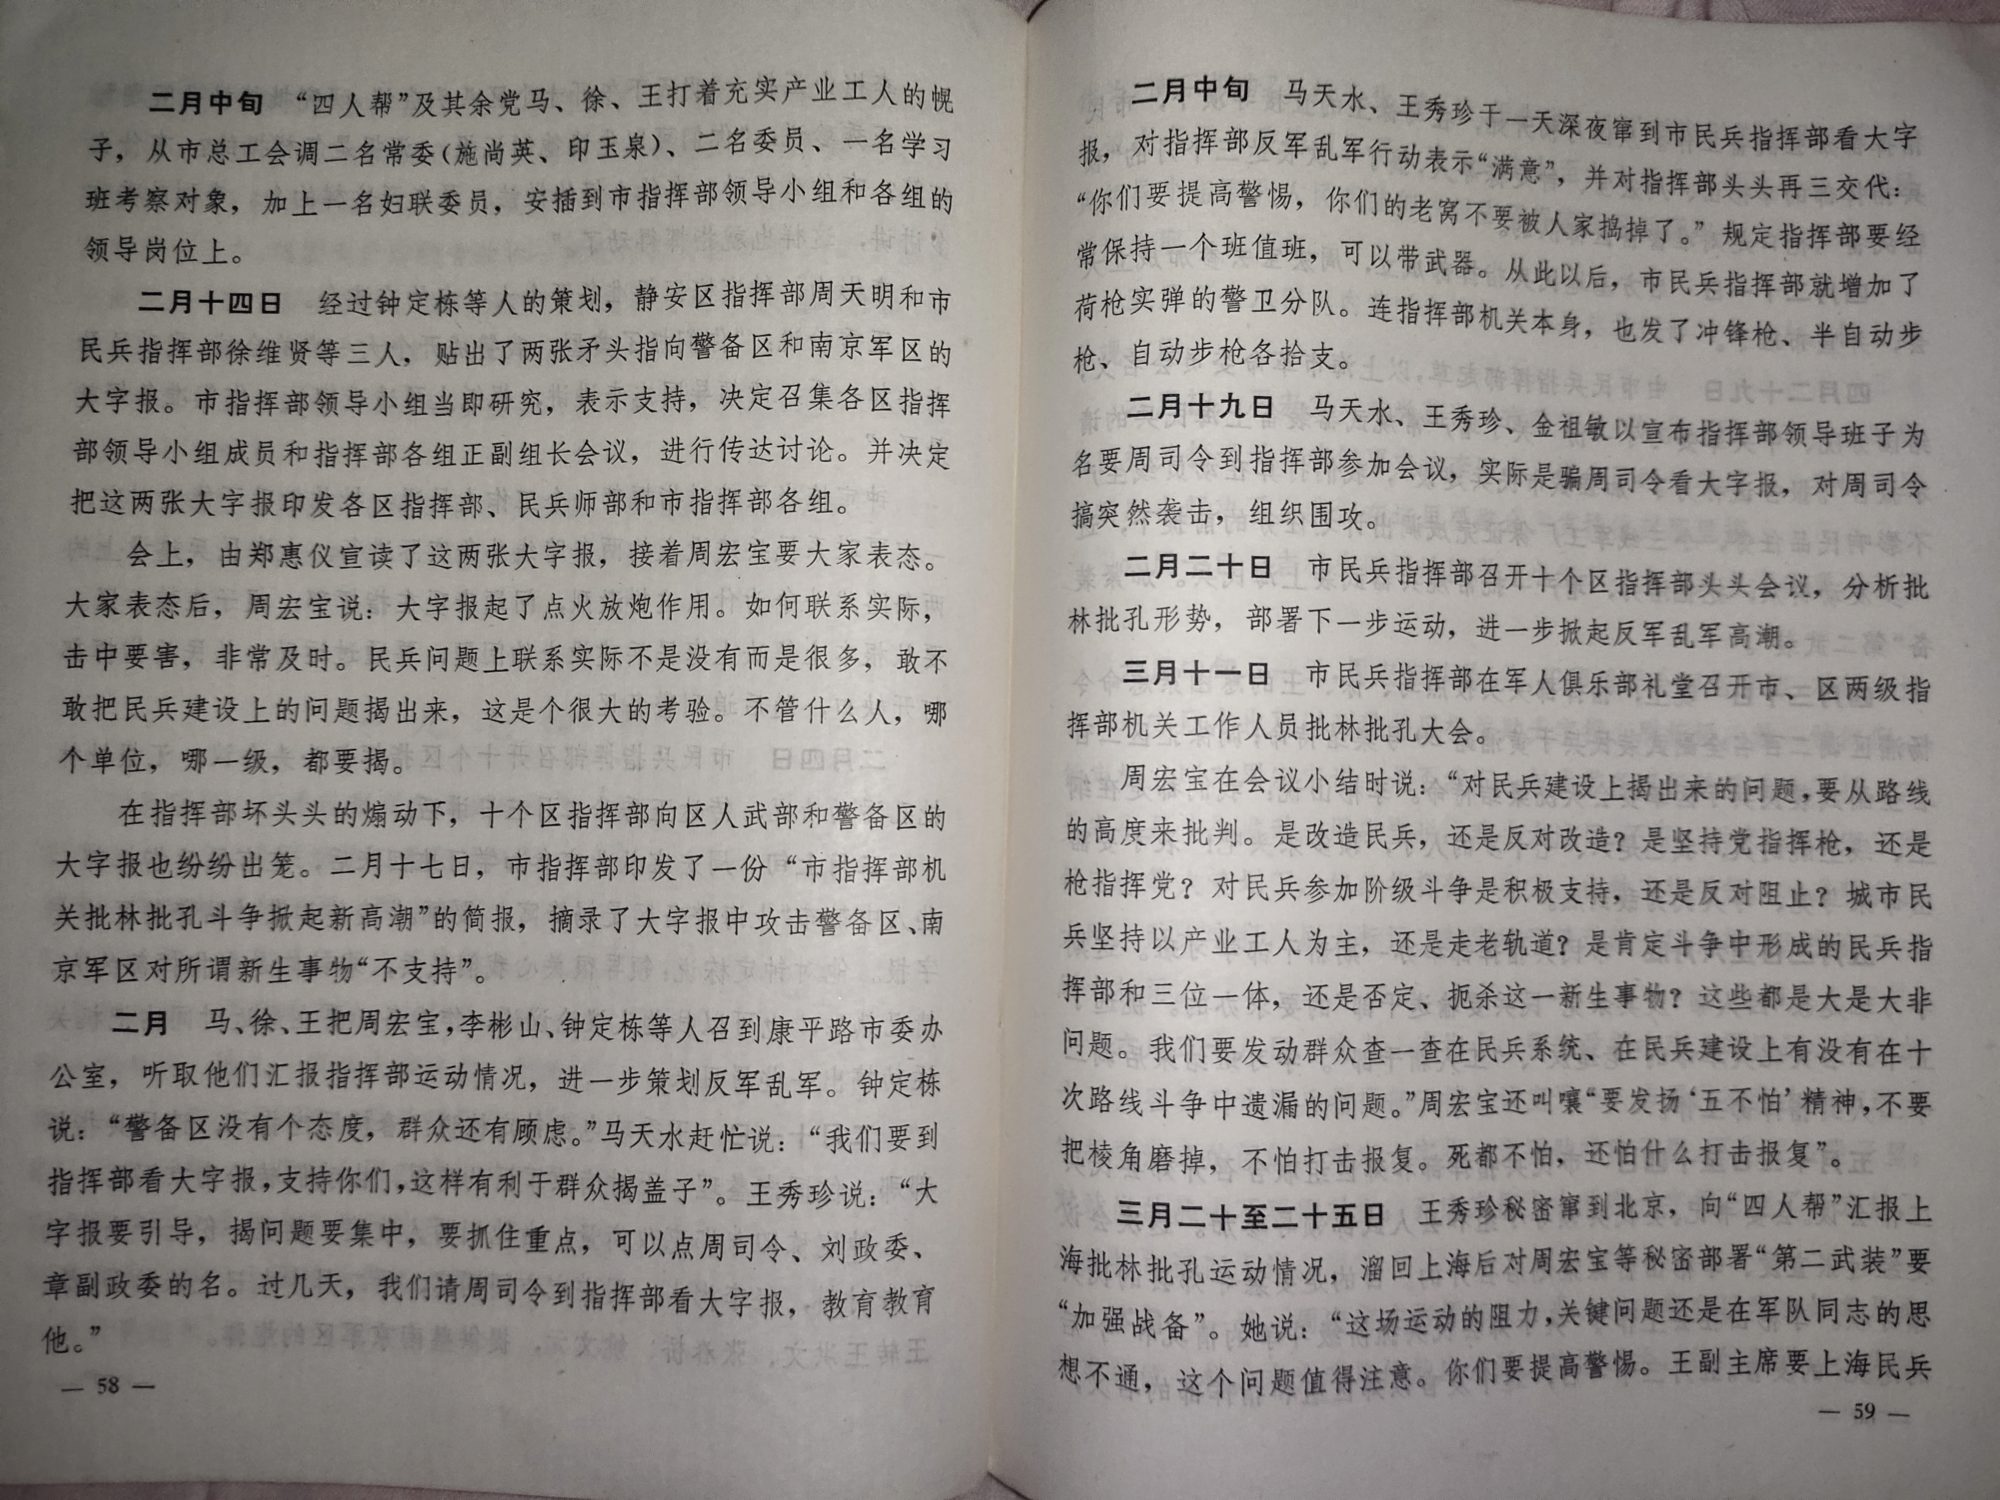 二月中旬 “四人帮”及其余党马、徐、王打着充实产业工人的幌
子，从市总工会调二名常委(施尚英、印玉泉)、二名委员、一名学习
班考察对象，加上一名妇联委员，安插到市指挥部领导小组和各组的
领导岗位上。
二月十四日 经过钟定栋等人的策划，静安区指挥部周天明和市
民兵指挥部徐维贤等三人，贴出了两张矛头指向警备区和南京军区的
大字报。市指挥部领导小组当即研究，表示支持，决定召集各区指挥
部领导小组成员和指挥部各组正副组长会议，进行传达讨论。并决定
把这两张大字报印发各区指挥部、民兵师部和市指挥部各组。
会上，由郑惠仪宣读了这两张大字报，接着周宏宝要大家表态。
大家表态后，周宏宝说：大字报起了点火放炮作用。如何联系实际，
击中要害，非常及时。民兵问题上联系实际不是没有而是很多，敢不
敢把民兵建设上的问题揭出来，这是个很大的考验。不管什么人，哪
个单位，哪一级，都要揭。
在指挥部坏头头的煽动下，十个区指挥部向区人武部和警备区的
大字报也纷纷出笼。二月十七日，市指挥部印发了一份“市指挥部机
关批林批孔斗争掀起新高潮”的简报，摘录了大字报中攻击警备区、南
京军区对所谓新生事物“不支持”。
二月 马、徐、王把周宏宝，李彬山、钟定栋等人召到康平路市委办
公室，听取他们汇报指挥部运动情况，进一步策划反军乱军。钟定栋
说：“警备区没有个态度，群众还有顾虑。”马天水赶忙说：“我们要到
指挥部看大字报，支持你们，这样有利于群众揭盖子”。王秀珍说：“大
字报要引导，揭问题要集中，要抓住重点，可以点周司令、刘政委、
章副政委的名。过几天，我们请周司令到指挥部看大字报，教育教育
他。”
— 58 —
二月中旬 马天水、王秀珍于一天深夜窜到市民兵指挥部看大字
报，对指挥部反军乱军行动表示“满意”，并对指挥部头头再三交代：
“你们要提高警惕，你们的老窝不要被人家捣掉了。”规定指挥部要经
常保持一个班值班，可以带武器。从此以后，市民兵指挥部就增加了
荷枪实弹的警卫分队。连指挥部机关本身，也发了冲锋枪、半自动步
枪、自动步枪各拾支。
二月十九日 马天水、王秀珍、金祖敏以宣布指挥部领导班子为
名要周司令到指挥部参加会议，实际是骗周司令看大字报，对周司令
搞突然袭击，组织围攻。
二月二十日 市民兵指挥部召开十个区指挥部头头会议，分析批
林批孔形势，部署下一步运动，进一步掀起反军乱军高潮。
三月十一日 市民兵指挥部在军人俱乐部礼堂召开市、区两级指
挥部机关工作人员批林批孔大会。
周宏宝在会议小结时说：“对民兵建设上揭出来的问题，要从路线
的高度来批判。是改造民兵，还是反对改造？是坚持党指挥枪，还是
枪指挥党？对民兵参加阶级斗争是积极支持，还是反对阻止？城市民
兵坚持以产业工人为主，还是走老轨道？是肯定斗争中形成的民兵指
挥部和三位一体，还是否定、扼杀这一新生事物？这些都是大是大非
问题。我们要发动群众查一查在民兵系统、在民兵建设上有没有在十
次路线斗争中遗漏的问题。”周宏宝还叫嚷“要发扬‘五不怕’精神，不要
把棱角磨掉，不怕打击报复。死都不怕，还怕什么打击报复”。
三月二十至二十五日 王秀珍秘密窜到北京，向“四人帮”汇报上
海批林批孔运动情况，溜回上海后对周宏宝等秘密部署“第二武装”要
“加强战备”。她说：“这场运动的阻力，关键问题还是在军队同志的思
想不通，这个问题值得注意。你们要提高警惕。王副主席要上海民兵
— 59 —